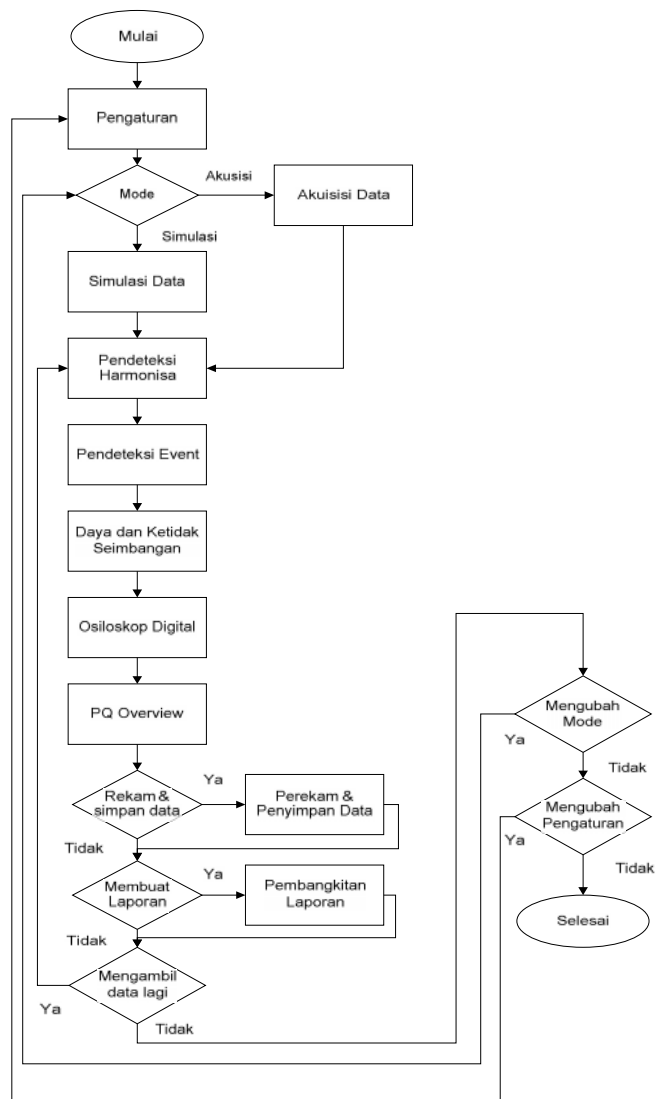 Mulai
Pengaturan
Mode
Akusisi
Akuisisi Data
Simulasi
Simulasi Data
Pendeteksi
Harmonisa
Pendeteksi Event
Daya dan Ketidak
Seimbangan
Osiloskop Digital
PQ Overview
Rekam &
simpan data
Ya
Perekam &
Penyimpan Data
Tidak
Membuat
Laporan
Ya
Pembangkitan
Laporan
Tidak
Mengambil
data lagi
Ya
Tidak
Mengubah
Mode
Ya
Tidak
Mengubah
Pengaturan
Ya
Tidak
Selesai